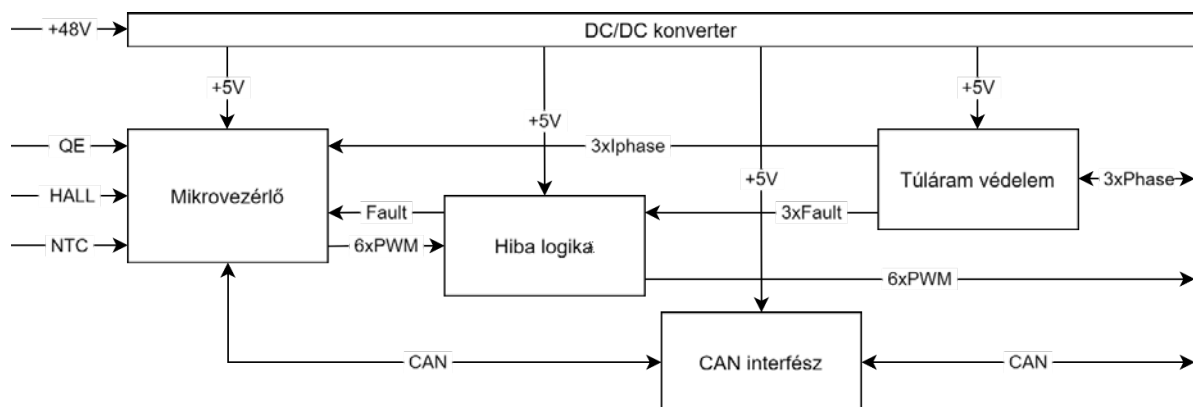 +48V
DC/DC konverter
+5V
+5V
+5V
+5V
QE
HALL
NTC
Mikrovezérlő
3xIphase
Túláram védelem
3xPhase
Fault
3xFault
6xPWM
Hiba logika
6xPWM
CAN
CAN interfész
CAN